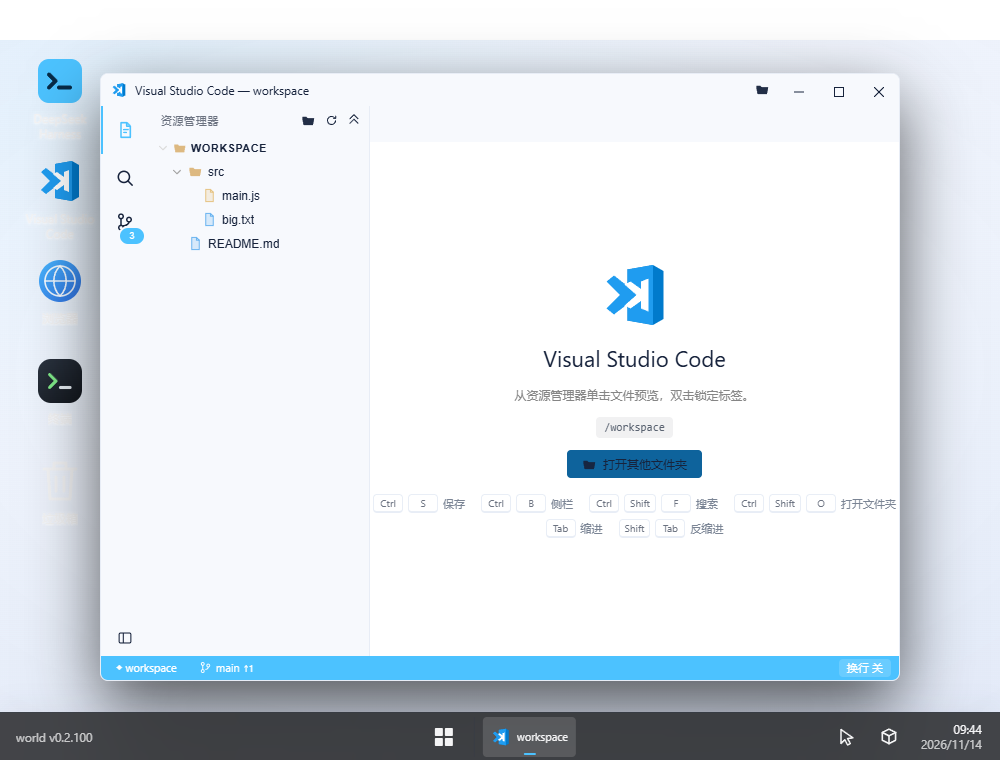 Visual Studio Code — workspace
资源管理器
WORKSPACE
src
main.js
big.txt
README.md
3
Visual Studio Code
从资源管理器单击文件预览，双击锁定标签。
/workspace
打开其他文件夹
Ctrl S 保存 Ctrl B 侧栏 Ctrl Shift F 搜索 Ctrl Shift O 打开文件夹
Tab 缩进 Shift Tab 反缩进
workspace main ↑1 换行 关
world v0.2.100
workspace
09:44
2026/11/14